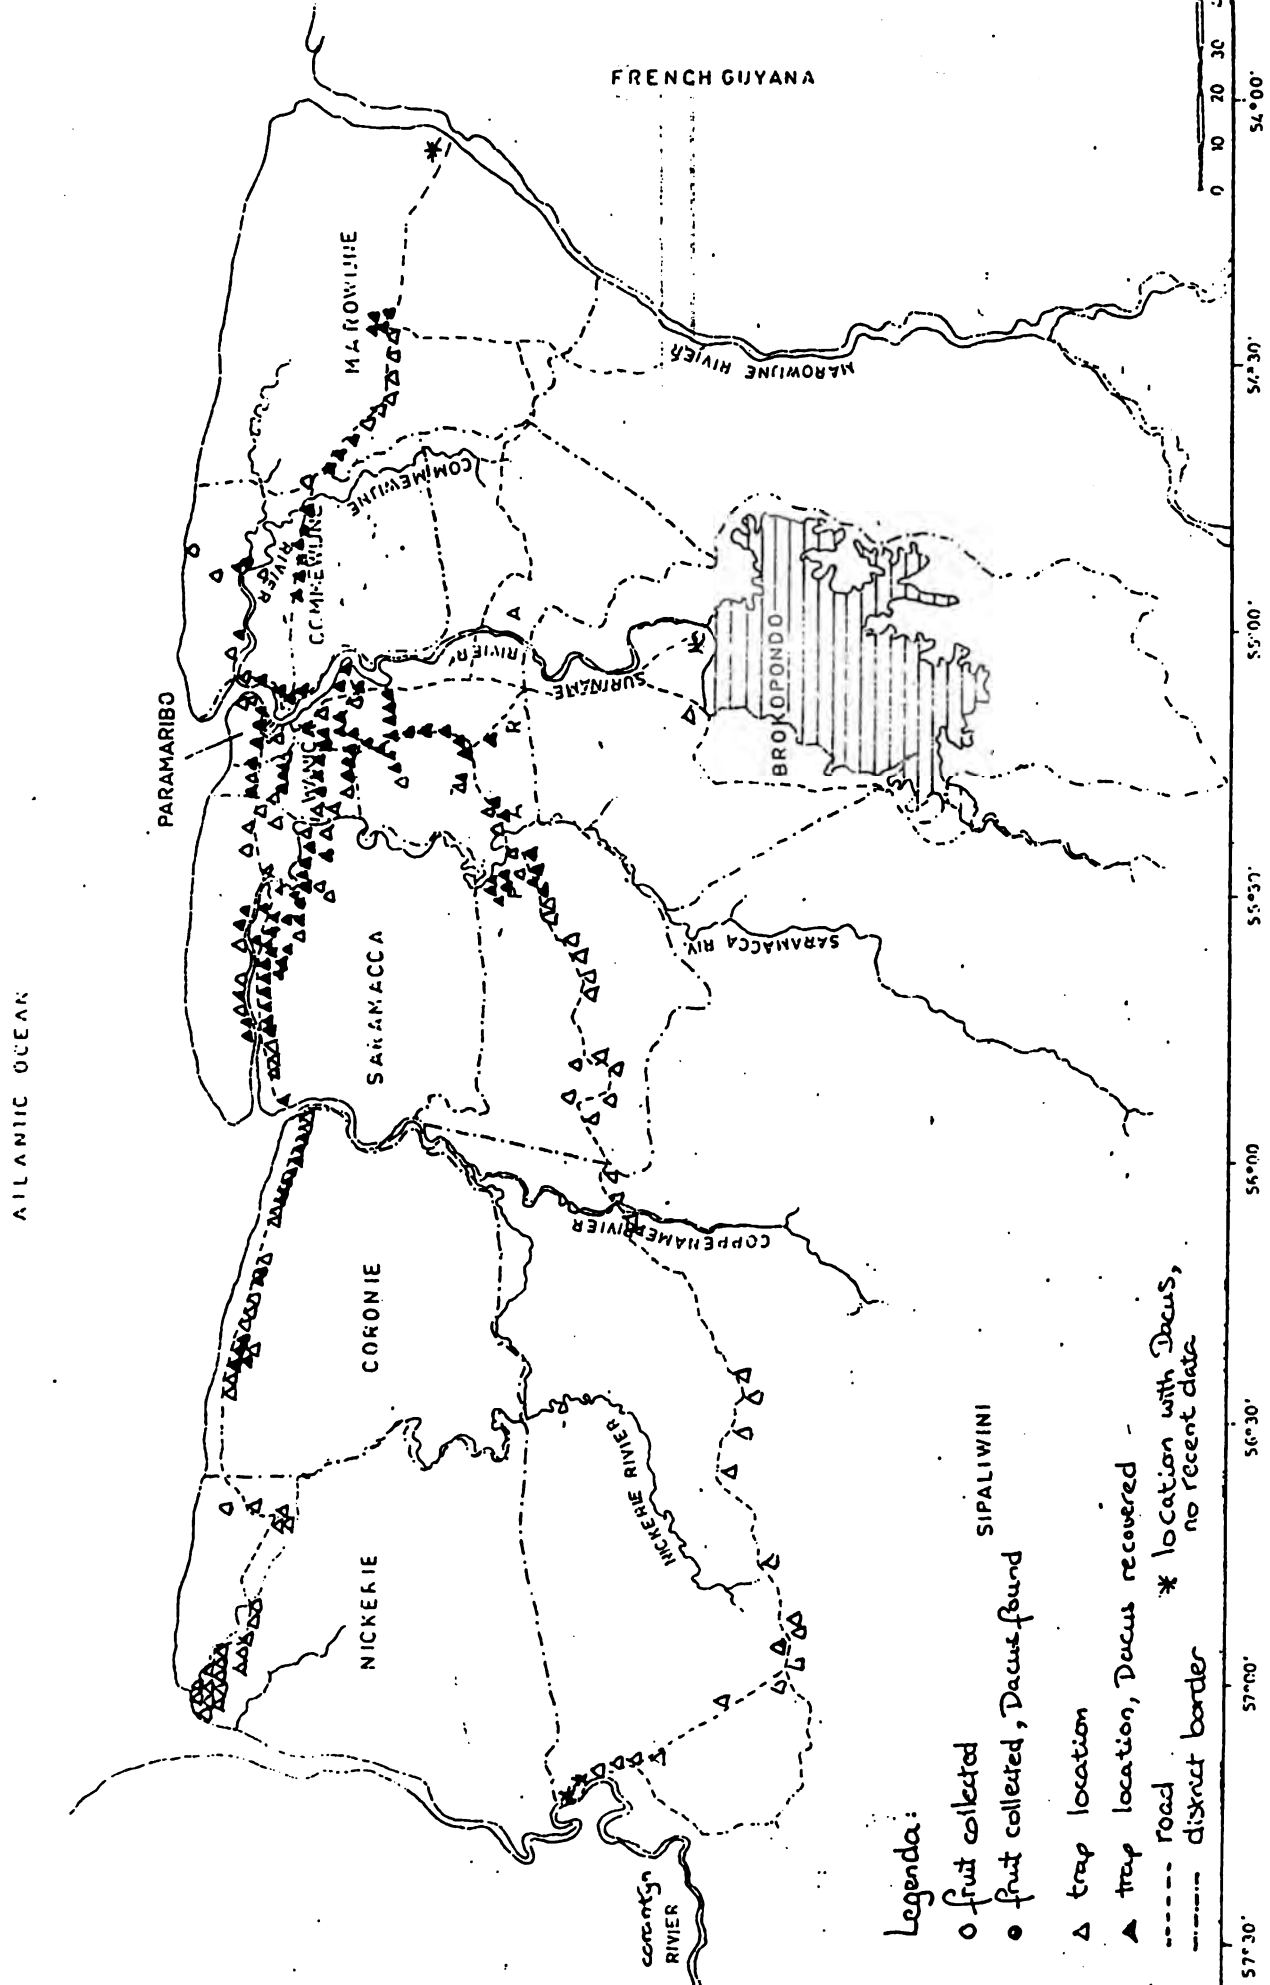 ATLANTIC OCEAN
PARAMARIBO
FRENCH GUYANA
NICKERIE
CORONIE
SARAMACCA
WANICA
COMMEWIJNE
MAROWIJNE
COMMEWIJNE
RIVIER
P A R A
SURINAME
RIVIER
MAROWIJNE RIVIER
BROKOPONDO
SARAMACCA RIV.
COPPENAME RIVIER
NICKERIE RIVIER
SIPALIWINI
corantyn
RIVIER
Legenda:
fruit collected
fruit collected, Dacus found
trap location
trap location, Dacus recovered -
road
* location with Dacus,
no recent data
district border
57°30'
57°00'
56°30'
56°00'
55°30'
55°00'
54°30'
54°00'
0 10 20 30